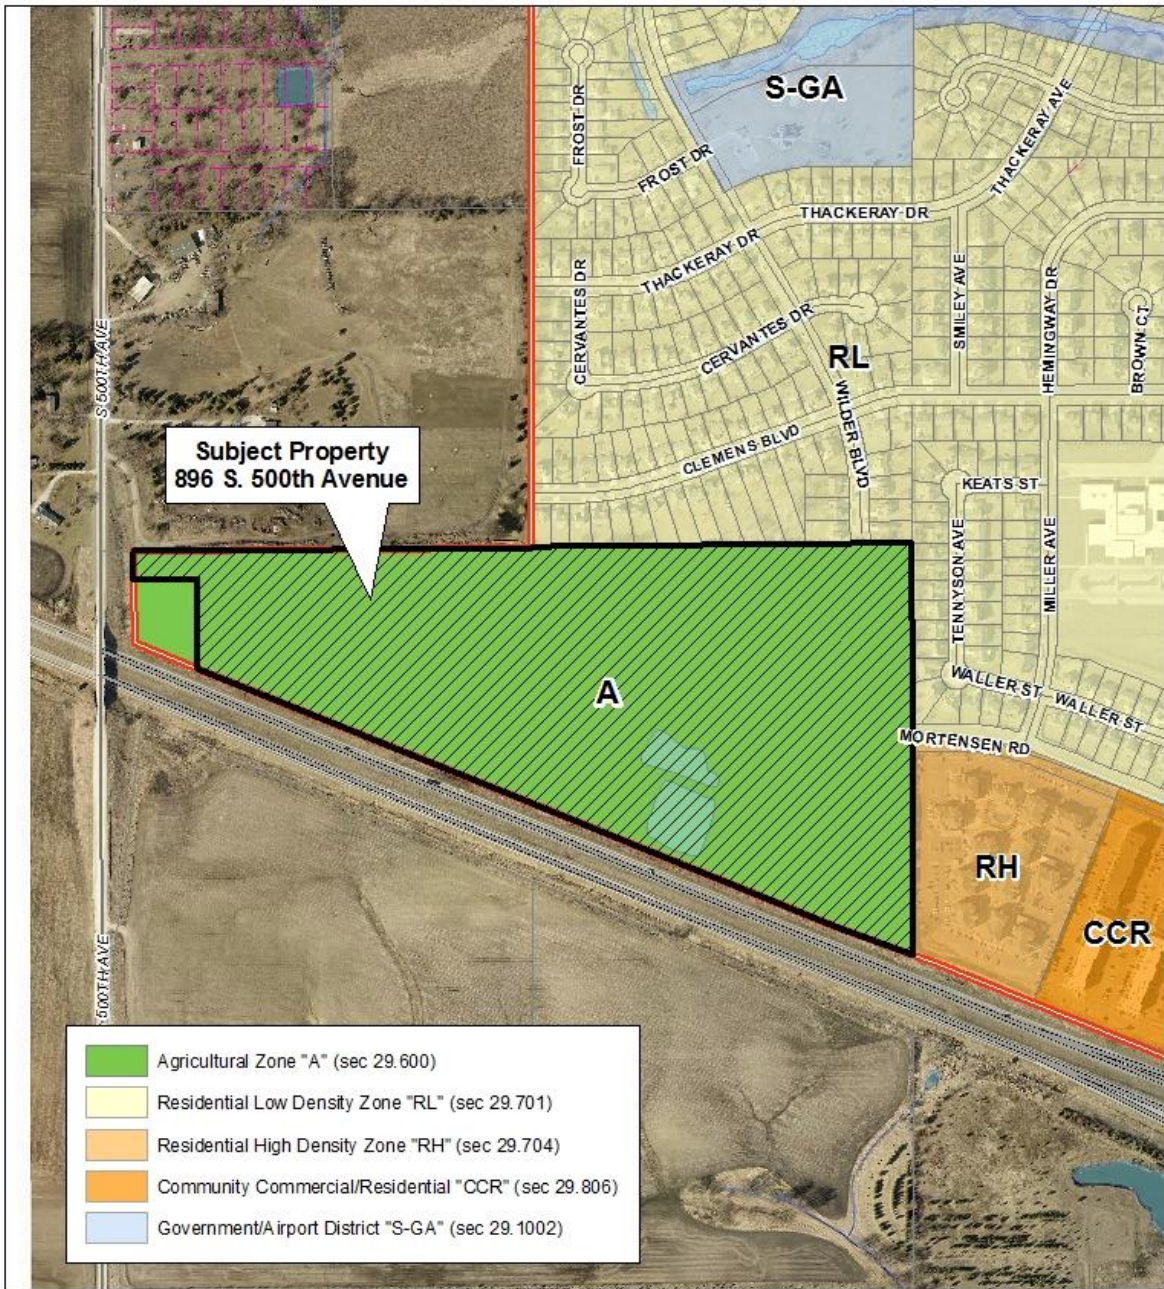 S-GA
FROST DR
FROST DR
THACKERAY AVE
THACKERAY DR
THACKERAY DR
CERVANTES DR
CERVANTES DR
SMILEY AVE
HEMINGWAY DR
BROWN CT
S 500TH AVE
RL
WILDER BLVD
CLEMENS BLVD
Subject Property
896 S. 500th Avenue
KEATS ST
TENNYSON AVE
MILLER AVE
A
WALLER ST
WALLER ST
MORTENSEN RD
RH
CCR
500TH AVE
Agricultural Zone "A" (sec 29.600)
Residential Low Density Zone "RL" (sec 29.701)
Residential High Density Zone "RH" (sec 29.704)
Community Commercial/Residential "CCR" (sec 29.806)
Government/Airport District "S-GA" (sec 29.1002)